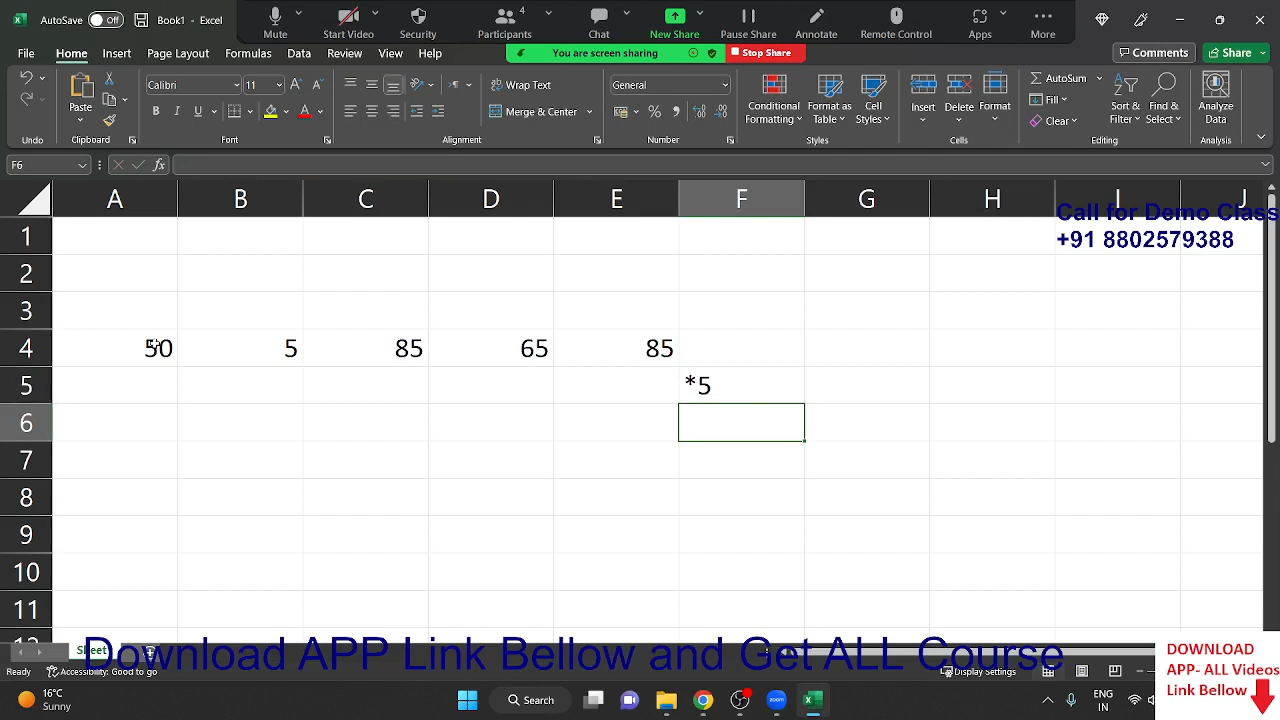 AutoSave Off Book1 - Excel
Mute Start Video Security Participants 4 Chat New Share Pause Share Annotate Remote Control Apps More
File Home Insert Page Layout Formulas Data Review View Help
You are screen sharing Stop Share
Comments Share
Paste Calibri 11 A A Wrap Text General Conditional Formatting Format as Table Cell Styles Insert Delete Format AutoSum Sort & Filter Find & Select Analyze Data
B I U A Merge & Center % Fill Clear
Undo Clipboard Font Alignment Number Styles Cells Editing Analysis
F6 fx
A B C D E F G H I J
Call for Demo Class
+91 8802579388
1
2
3
4 50 5 85 65 85
5 *5
6
7
8
9
10
11
Sheet
Download APP Link Bellow and Get ALL Course
Ready Accessibility: Good to go Display Settings
DOWNLOAD
APP- ALL Videos
Link Bellow
16°C
Sunny
Search
ENG
IN